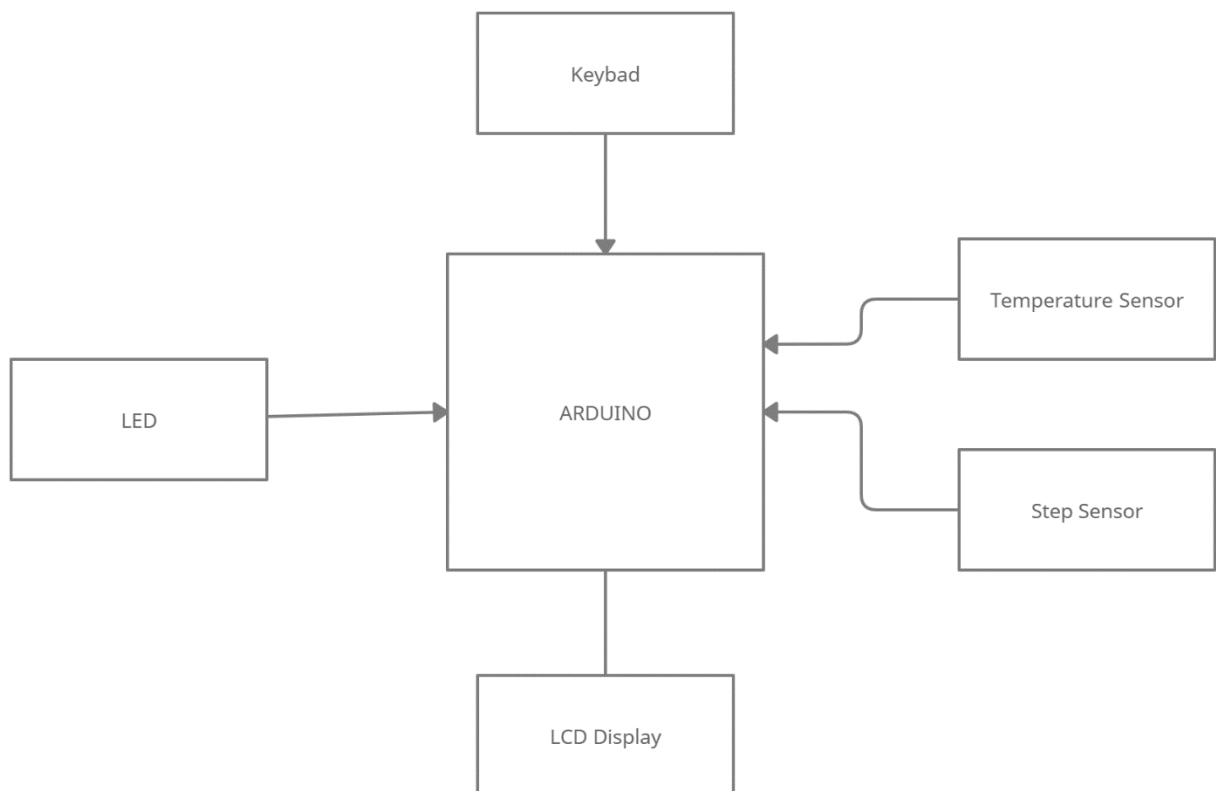 Keybad
Temperature Sensor
LED
ARDUINO
Step Sensor
LCD Display